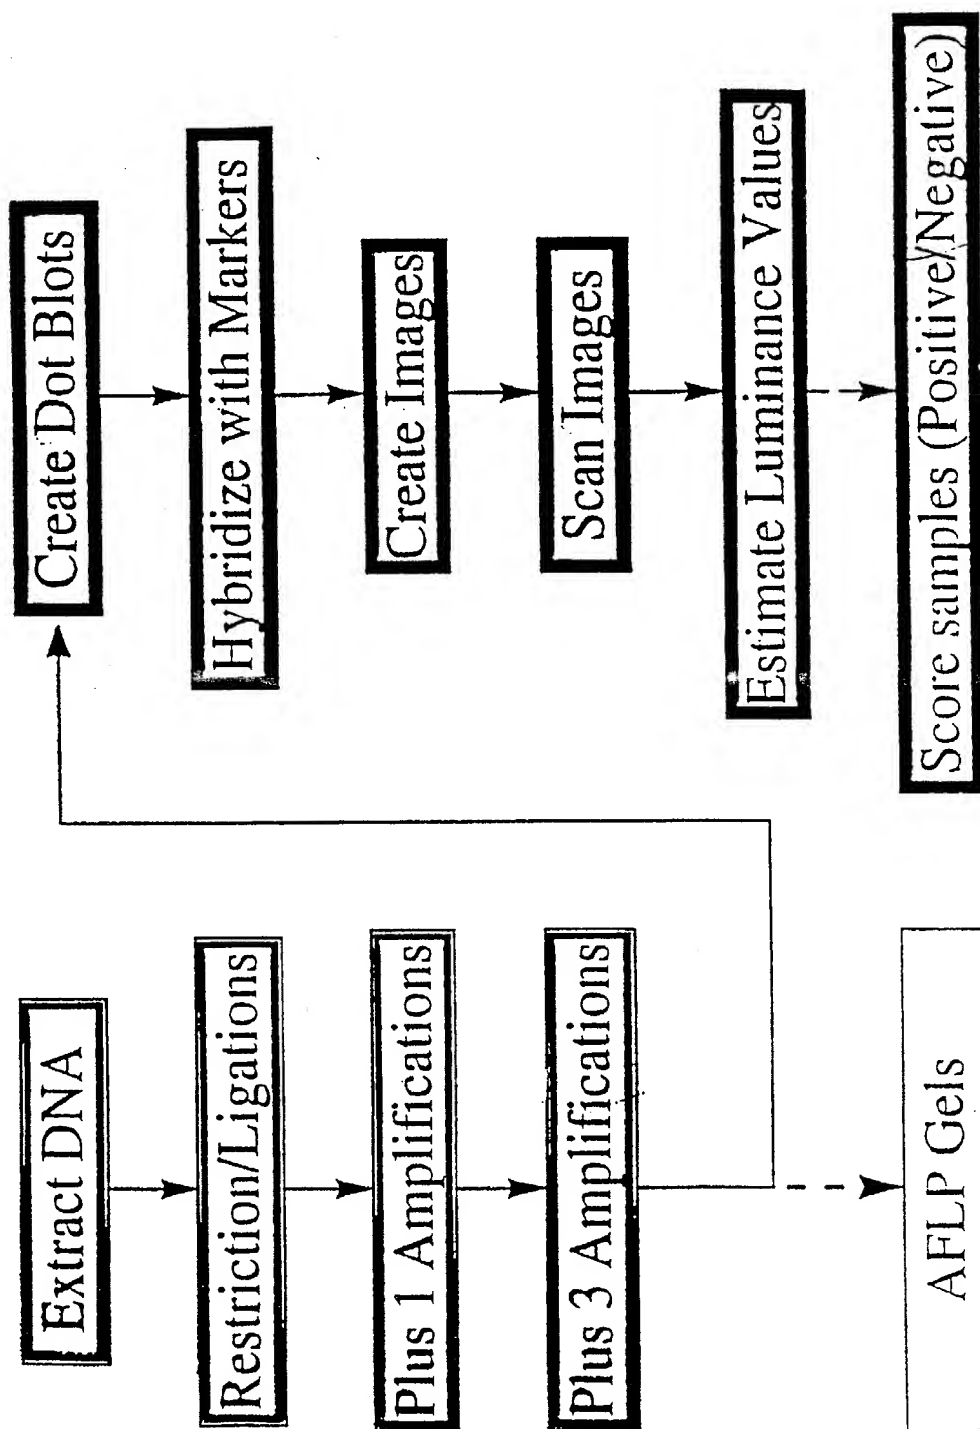 Extract DNA
Restriction/Ligations
Plus 1 Amplifications
Plus 3 Amplifications
AFLP Gels
Create Dot Blots
Hybridize with Markers
Create Images
Scan Images
Estimate Luminance Values
Score samples (Positive/Negative)